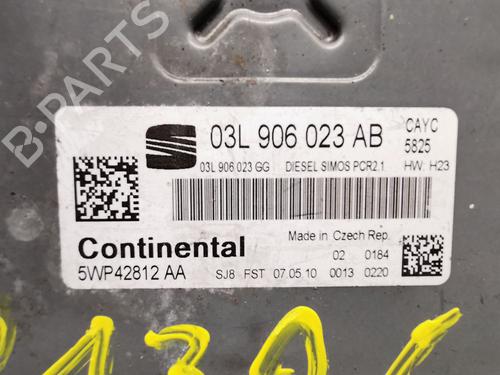 B-PARTS
03L 906 023 AB
CAYC
5825
03L 906 023 GG DIESEL SIMOS PCR2.1 HW: H23
Continental
Made in Czech Rep.
02 0184
5WP42812 AA
SJ8 FST 07.05.10 0013 0220